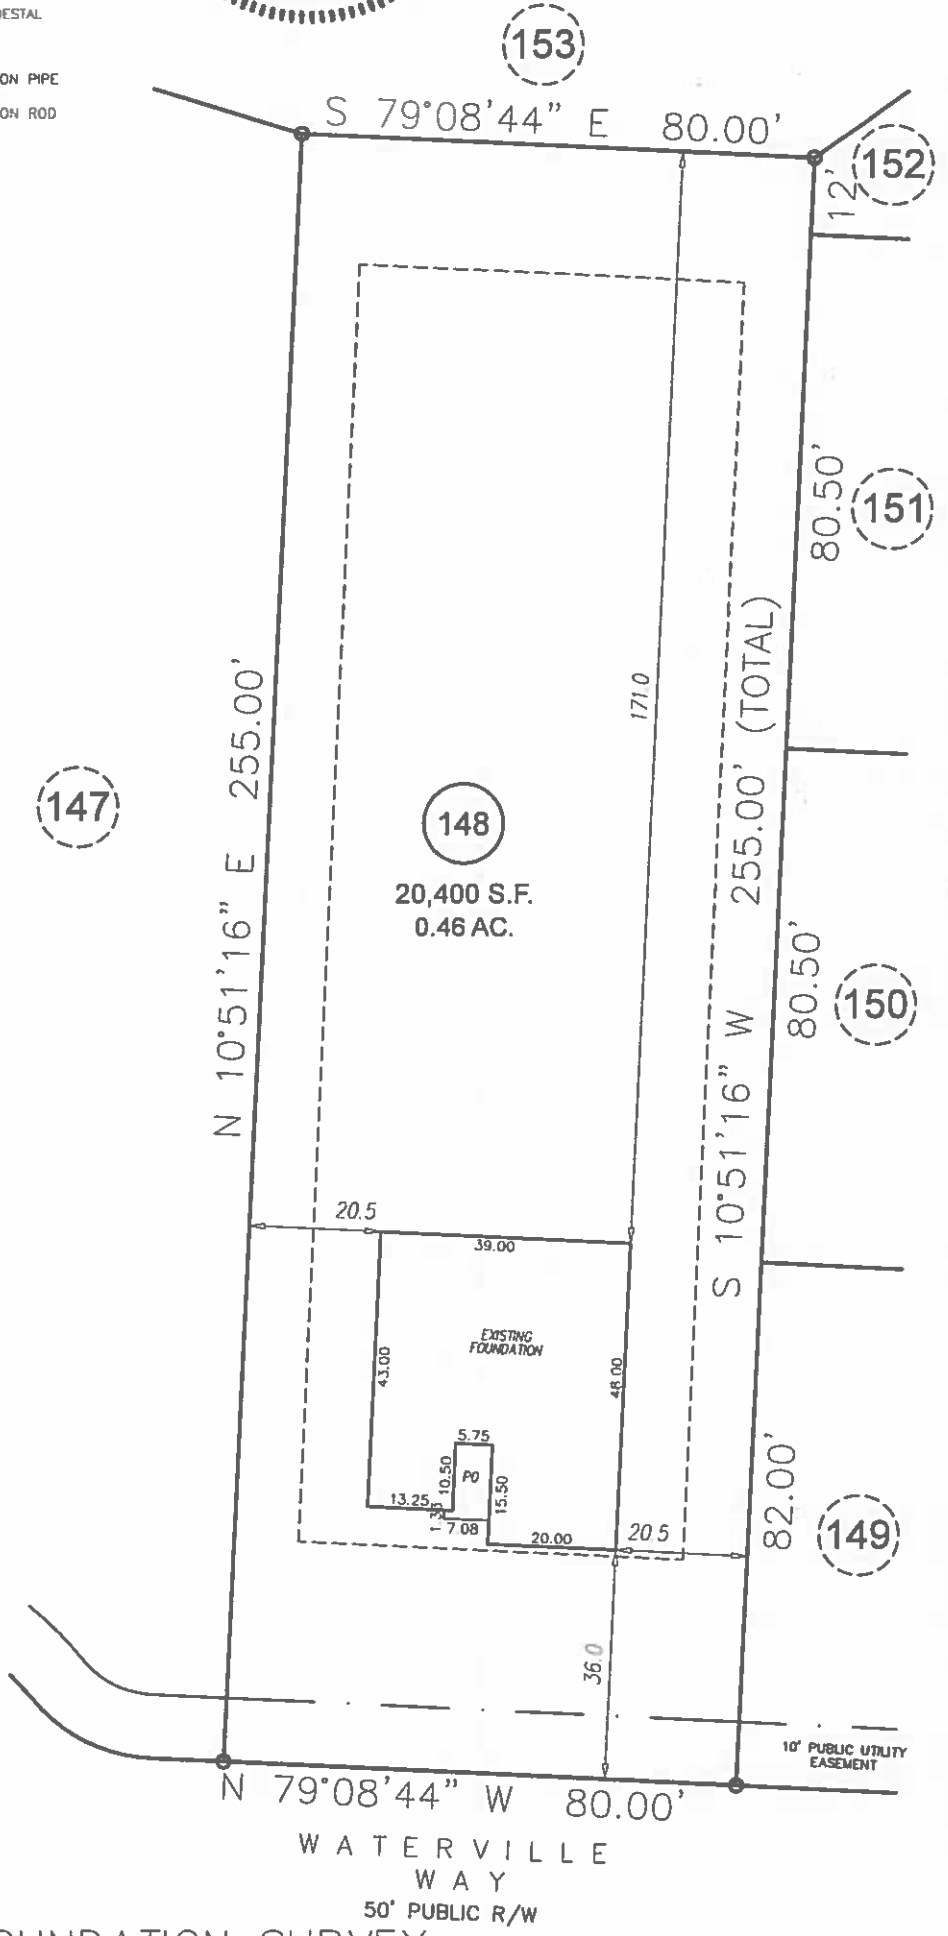 153
S 79°08'44" E 80.00'
152
12'
80.50'
151
171.0
255.00' (TOTAL)
N 10°51'16" E 255.00'
147
148
20,400 S.F.
0.46 AC.
80.50'
150
S 10°51'16" W
20.5
39.00
EXISTING
FOUNDATION
43.00
48.00
5.75
10.50
PO
15.50
13.25
1.33
7.08
20.00
20.5
82.00'
149
36.0
10' PUBLIC UTILITY
EASEMENT
N 79°08'44" W 80.00'
WATERVILLE
WAY
50' PUBLIC R/W
PIPE
ROD
SURVEY